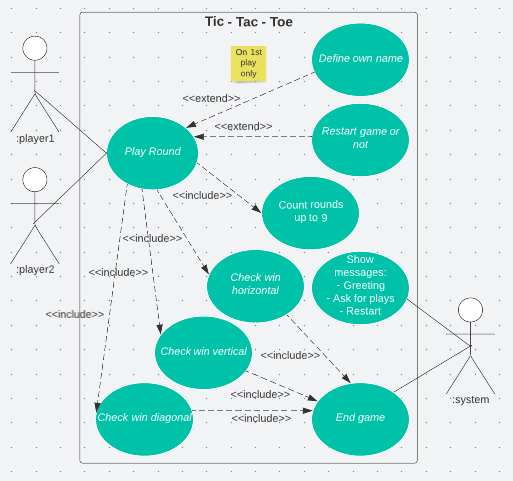 Tic - Tac - Toe
On 1st
play
only
Define own name
<<extend>>
<<extend>>
Restart game or
not
:player1
Play Round
<<include>>
Count rounds
up to 9
<<include>>
Show
messages:
- Greeting
- Ask for plays
- Restart
:player2
<<include>>
Check win
horizontal
<<include>>
Check win vertical
<<include>>
<<include>>
:system
Check win diagonal
<<include>>
End game